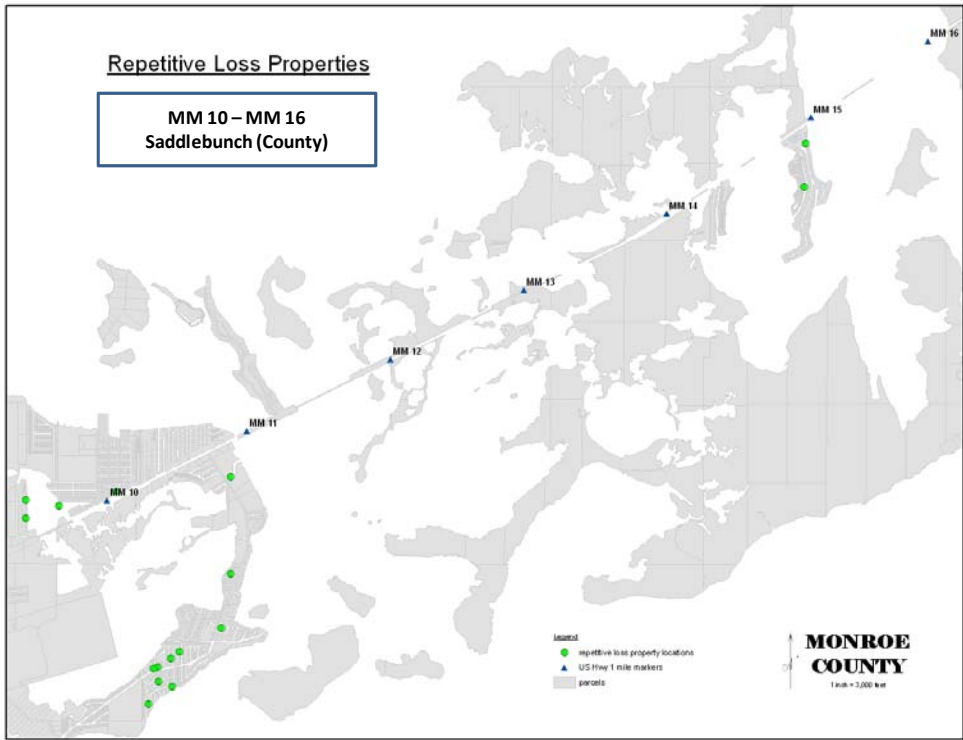 Repetitive Loss Properties
MM 10 – MM 16
Saddlebunch (County)
MM 16
MM 15
MM 14
MM 13
MM 12
MM 11
MM 10
Legend
repetitive loss property locations
US Hwy 1 mile markers
parcels
MONROE
COUNTY
1 inch = 3,000 feet